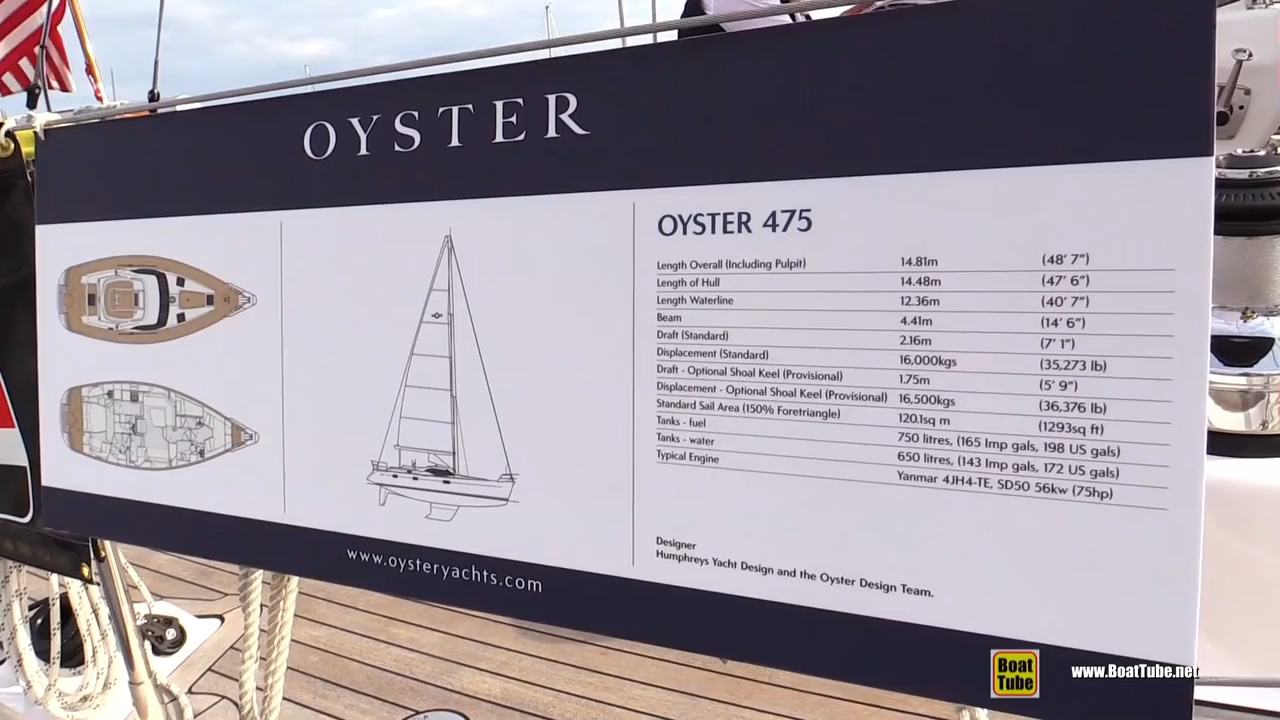 OYSTER
OYSTER 475
Length Overall (Including Pulpit) 14.81m (48' 7")
Length of Hull 14.48m (47' 6")
Length Waterline 12.36m (40' 7")
Beam 4.41m (14' 6")
Draft (Standard) 2.16m (7' 1")
Displacement (Standard) 16,000kgs (35,273 lb)
Draft - Optional Shoal Keel (Provisional) 1.75m (5' 9")
Displacement - Optional Shoal Keel (Provisional) 16,500kgs (36,376 lb)
Standard Sail Area (150% Foretriangle) 120.1sq m (1293sq ft)
Tanks - fuel 750 litres, (165 Imp gals, 198 US gals)
Tanks - water 650 litres, (143 Imp gals, 172 US gals)
Typical Engine Yanmar 4JH4-TE, SD50 56kw (75hp)
Designer
Humphreys Yacht Design and the Oyster Design Team.
www.oysteryachts.com
Boat
Tube
www.BoatTube.net